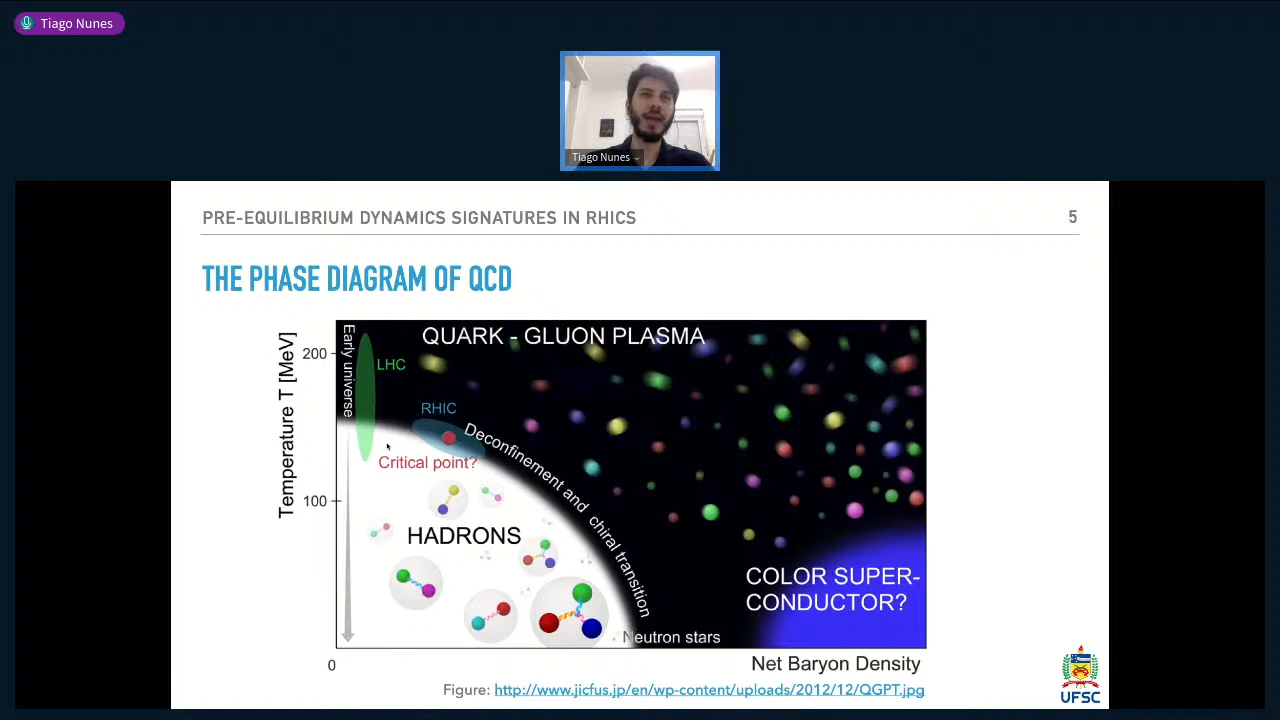 Tiago Nunes
Tiago Nunes
PRE-EQUILIBRIUM DYNAMICS SIGNATURES IN RHICS
5
THE PHASE DIAGRAM OF QCD
Temperature T [MeV]
200
100
0
Early universe
QUARK - GLUON PLASMA
LHC
RHIC
Critical point?
Deconfinement and chiral transition
HADRONS
COLOR SUPER-
CONDUCTOR?
Neutron stars
Net Baryon Density
Figure: http://www.jicfus.jp/en/wp-content/uploads/2012/12/QGPT.jpg
UFSC